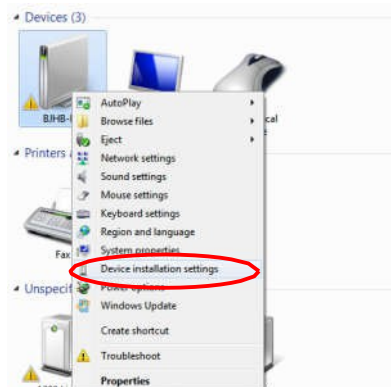 Devices (3)
BJHB-
AutoPlay
Browse files
Eject
Network settings
Sound settings
Mouse settings
Keyboard settings
Region and language
System properties
Device installation settings
Power options
Windows Update
Create shortcut
Troubleshoot
Properties
cal
Printers
Fax
Unspecif